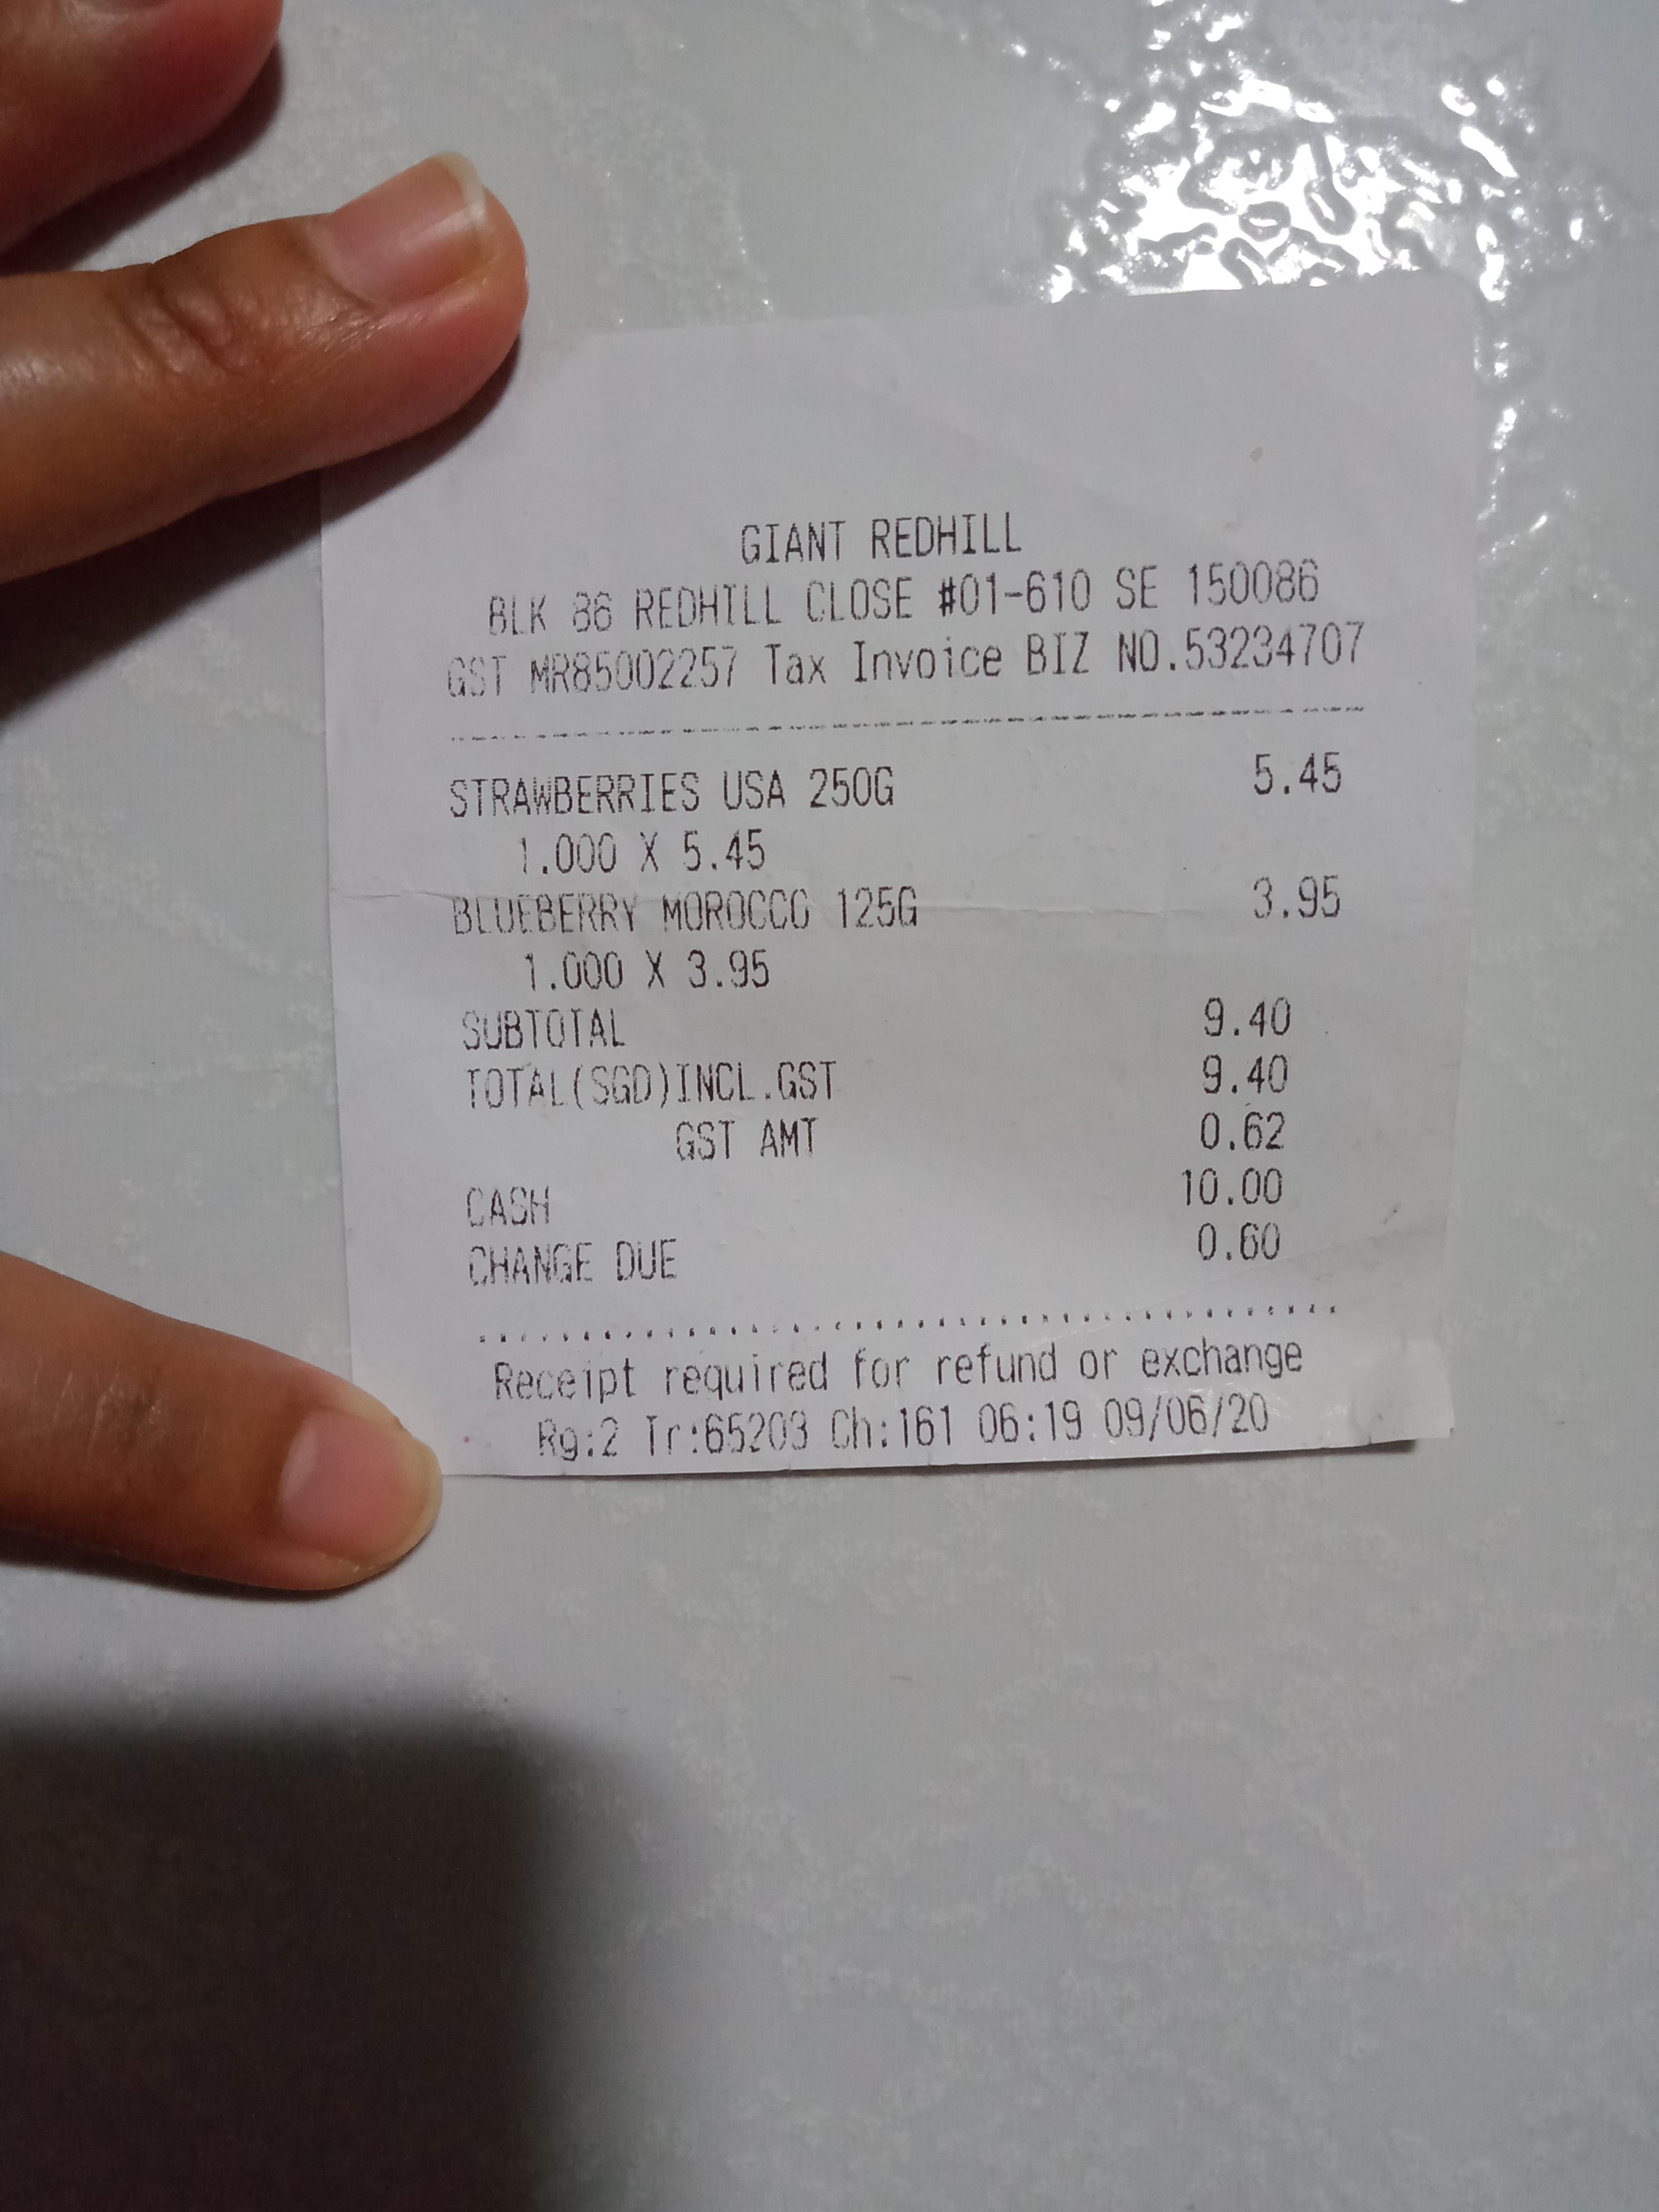 GIANT REDHILL
BLK 86 REDHILL CLOSE #01-610 SE 150086
GST MR85002257 Tax Invoice BIZ NO.53234707
STRAWBERRIES USA 250G 5.45
1.000 X 5.45
BLUEBERRY MOROCCO 125G 3.95
1.000 X 3.95
SUBTOTAL 9.40
TOTAL(SGD)INCL.GST 9.40
GST AMT 0.62
CASH 10.00
CHANGE DUE 0.60
Receipt required for refund or exchange
Rg:2 Tr:65203 Ch:161 06:19 09/06/20